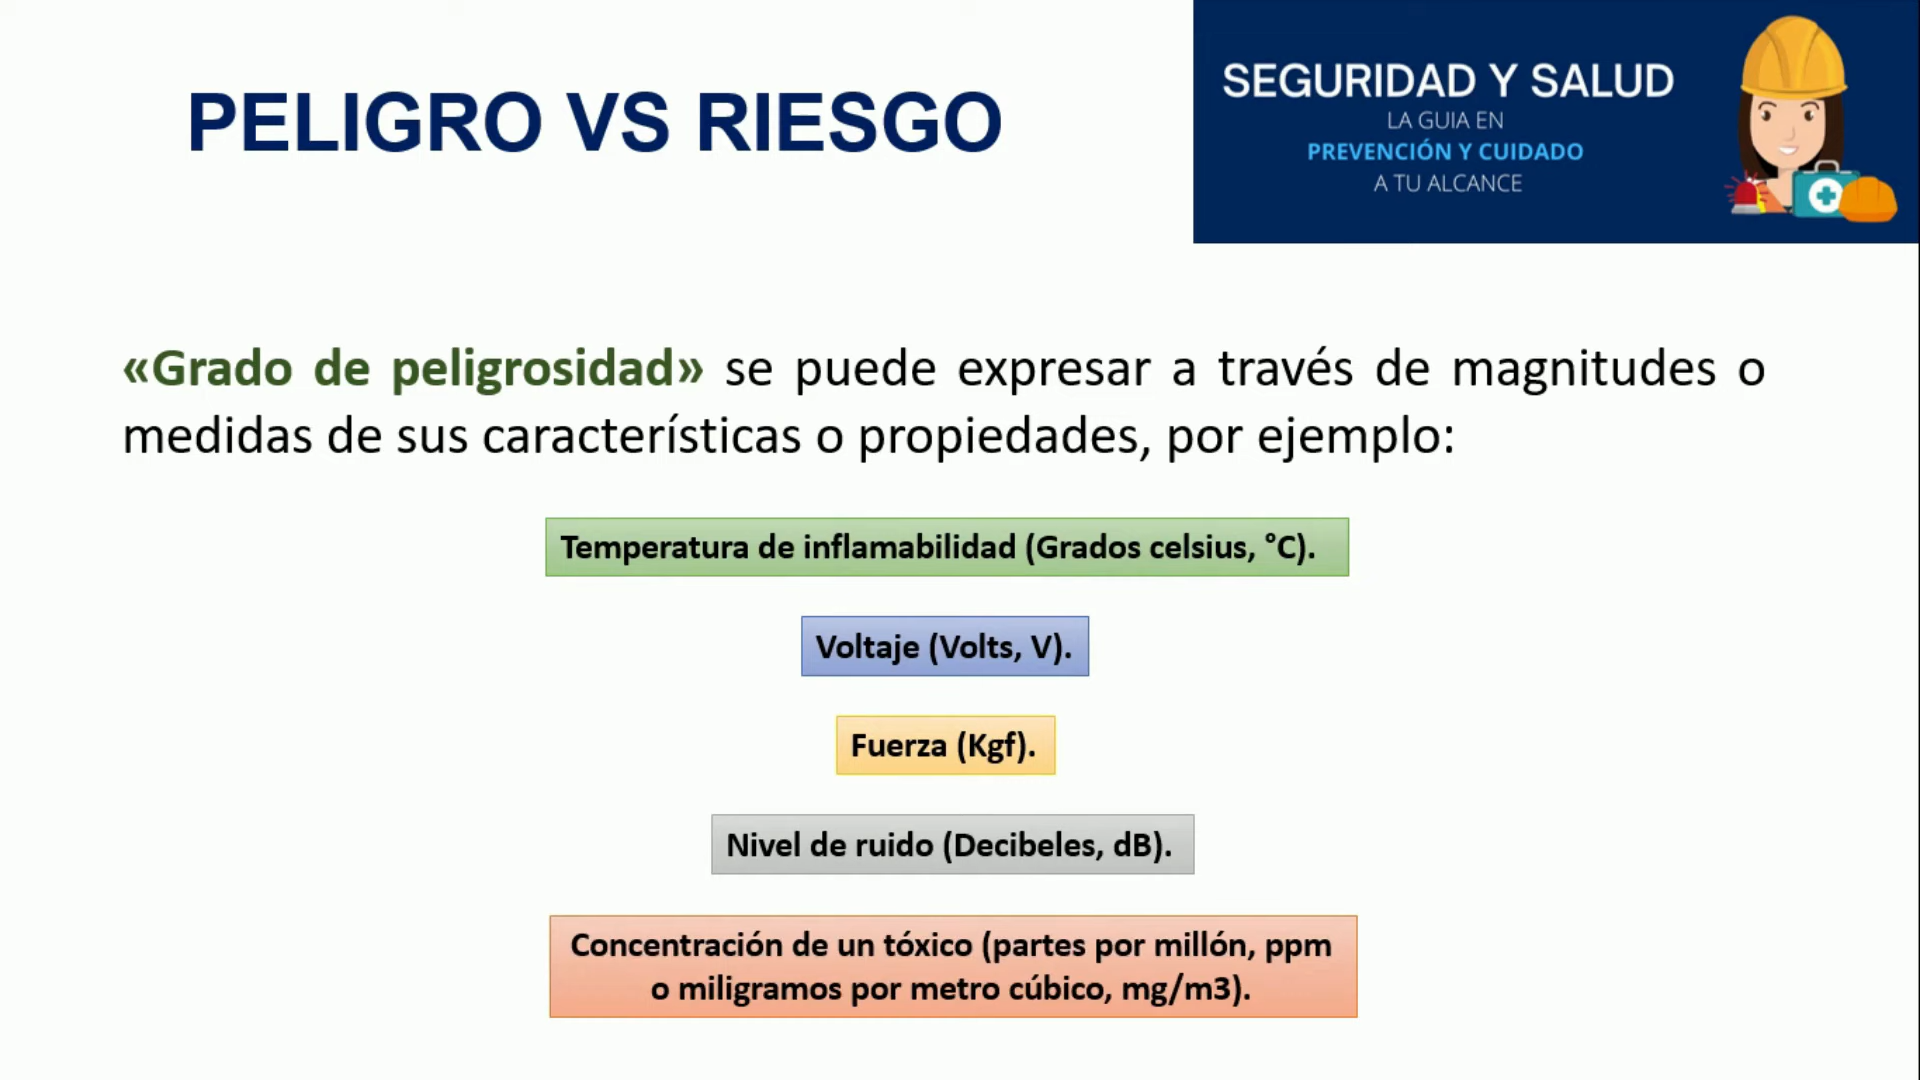 PELIGRO VS RIESGO
SEGURIDAD Y SALUD
LA GUIA EN
PREVENCIÓN Y CUIDADO
A TU ALCANCE
«Grado de peligrosidad» se puede expresar a través de magnitudes o
medidas de sus características o propiedades, por ejemplo:
Temperatura de inflamabilidad (Grados celsius, °C).
Voltaje (Volts, V).
Fuerza (Kgf).
Nivel de ruido (Decibeles, dB).
Concentración de un tóxico (partes por millón, ppm
o miligramos por metro cúbico, mg/m3).